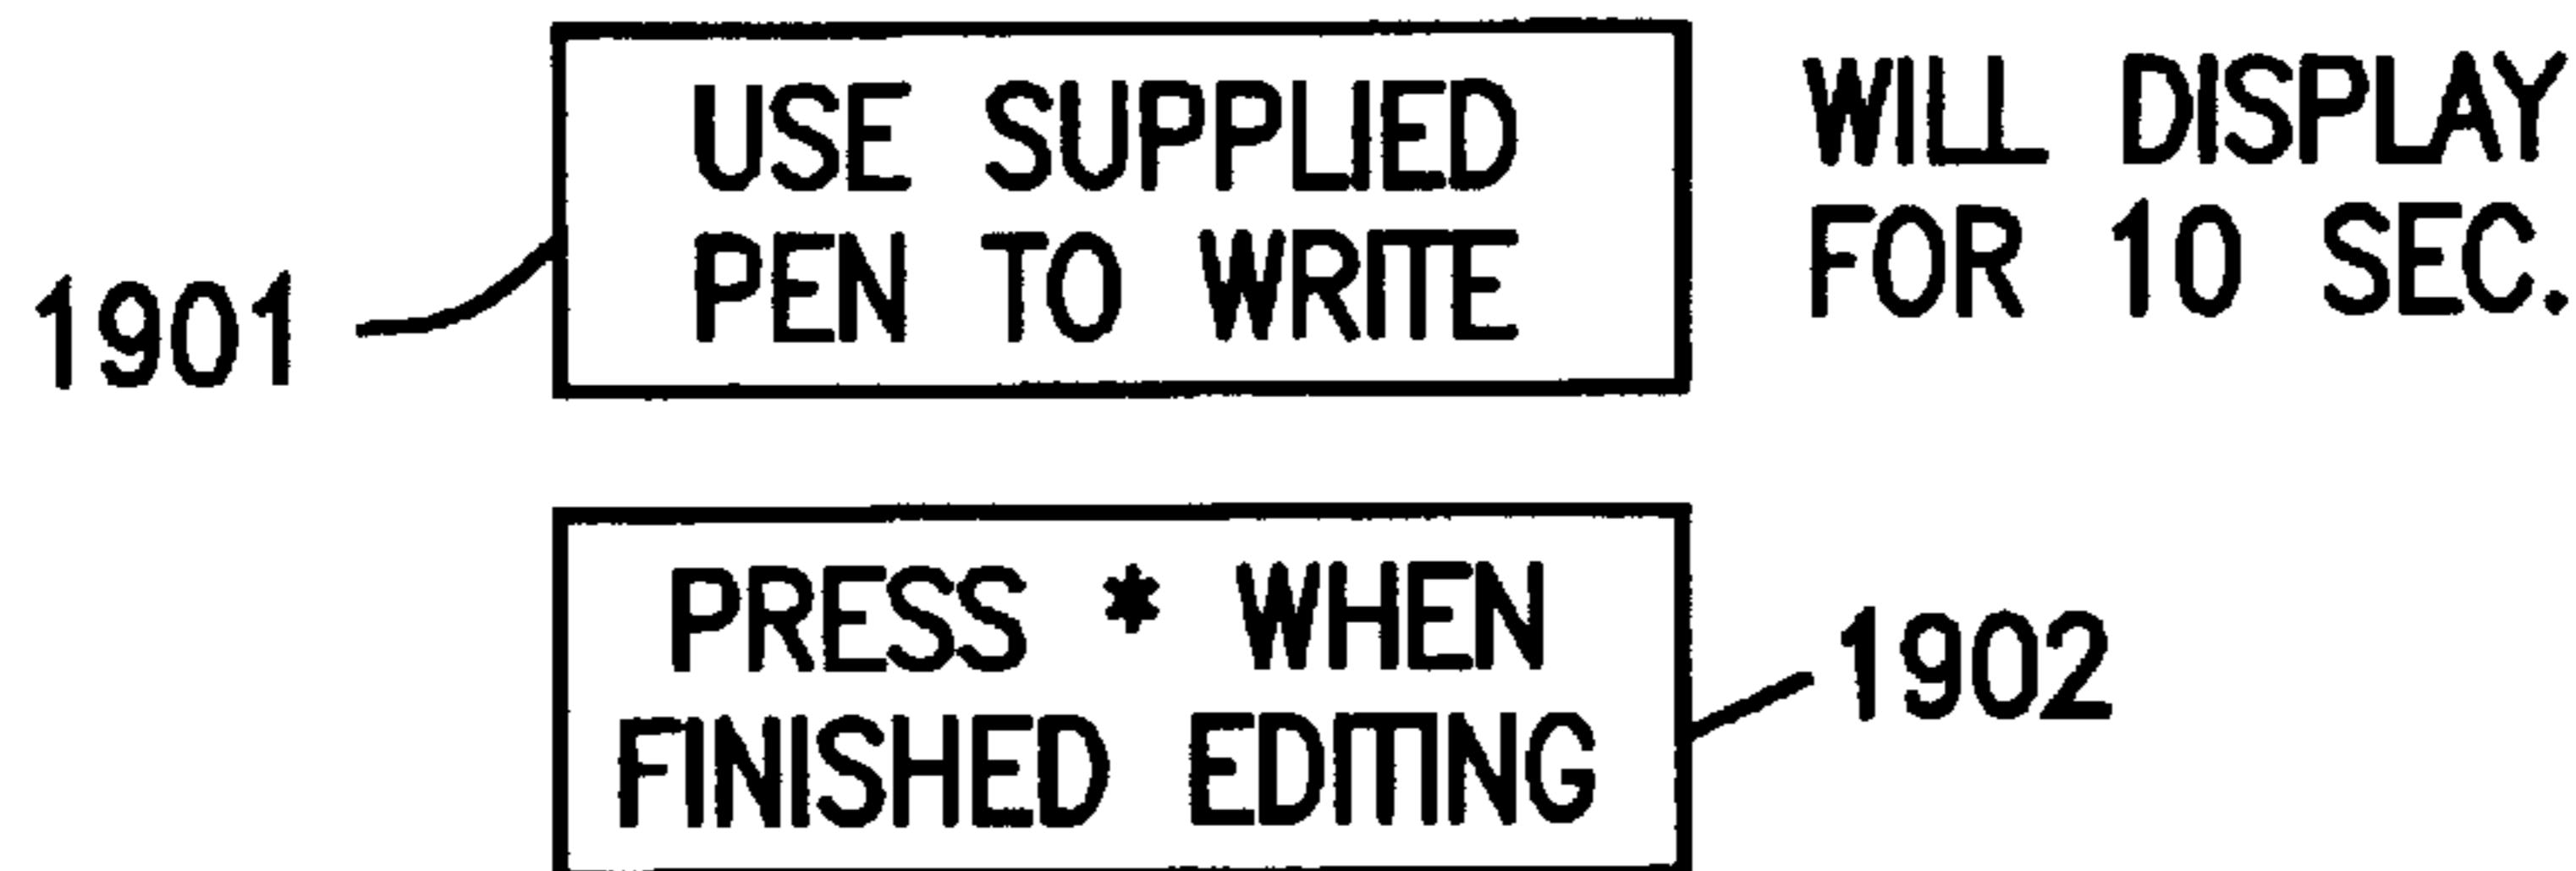 USE SUPPLIED
PEN TO WRITE
WILL DISPLAY
FOR 10 SEC.
1901
PRESS * WHEN
FINISHED EDITING
1902